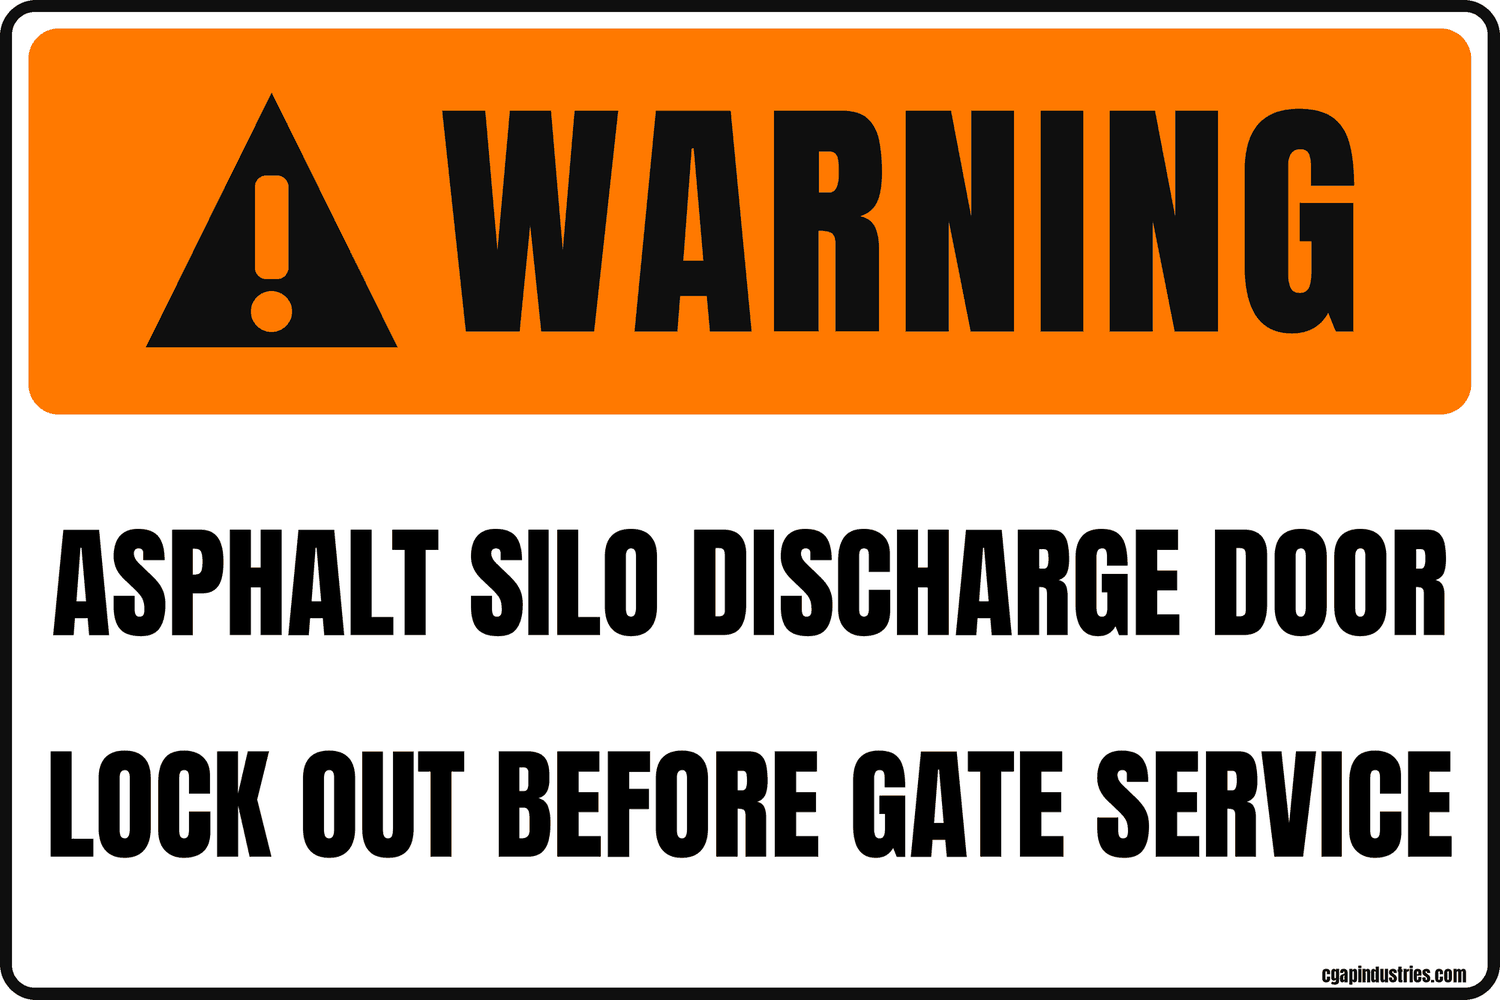 WARNING
ASPHALT SILO DISCHARGE DOOR
LOCK OUT BEFORE GATE SERVICE
cgapindustries.com